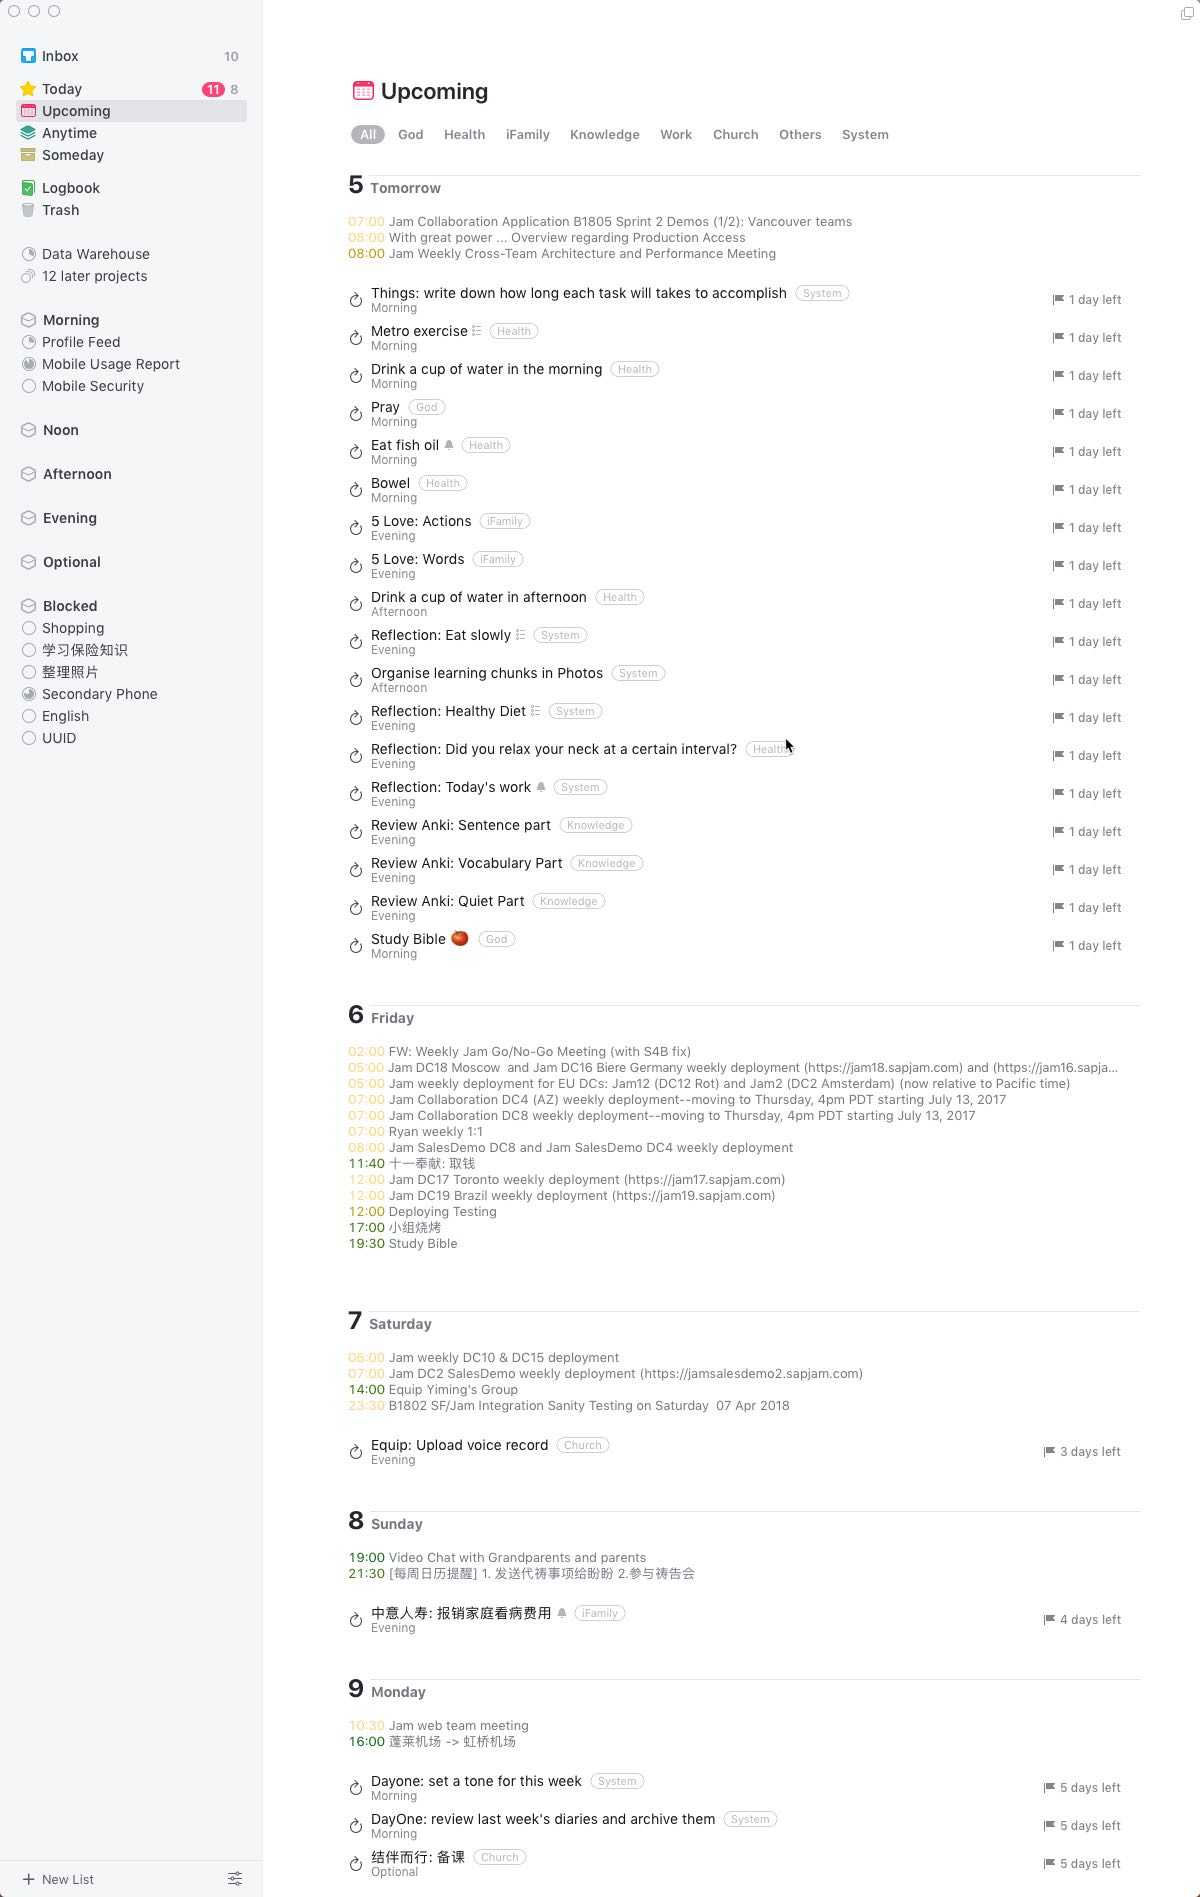 Inbox 10
Today 11 8
Upcoming
Anytime
Someday
Logbook
Trash
Data Warehouse
12 later projects
Morning
Profile Feed
Mobile Usage Report
Mobile Security
Noon
Afternoon
Evening
Optional
Blocked
Shopping
学习保险知识
整理照片
Secondary Phone
English
UUID
New List
Upcoming
All God Health iFamily Knowledge Work Church Others System
5 Tomorrow
07:00 Jam Collaboration Application B1805 Sprint 2 Demos (1/2): Vancouver teams
08:00 With great power ... Overview regarding Production Access
08:00 Jam Weekly Cross-Team Architecture and Performance Meeting
Things: write down how long each task will takes to accomplish System
Morning
1 day left
Metro exercise Health
Morning
1 day left
Drink a cup of water in the morning Health
Morning
1 day left
Pray God
Morning
1 day left
Eat fish oil Health
Morning
1 day left
Bowel Health
Morning
1 day left
5 Love: Actions iFamily
Evening
1 day left
5 Love: Words iFamily
Evening
1 day left
Drink a cup of water in afternoon Health
Afternoon
1 day left
Reflection: Eat slowly System
Evening
1 day left
Organise learning chunks in Photos System
Afternoon
1 day left
Reflection: Healthy Diet System
Evening
1 day left
Reflection: Did you relax your neck at a certain interval? Health
Evening
1 day left
Reflection: Today's work System
Evening
1 day left
Review Anki: Sentence part Knowledge
Evening
1 day left
Review Anki: Vocabulary Part Knowledge
Evening
1 day left
Review Anki: Quiet Part Knowledge
Evening
1 day left
Study Bible 🍅 God
Morning
1 day left
6 Friday
02:00 FW: Weekly Jam Go/No-Go Meeting (with S4B fix)
05:00 Jam DC18 Moscow  and Jam DC16 Biere Germany weekly deployment (https://jam18.sapjam.com) and (https://jam16.sapja...
05:00 Jam weekly deployment for EU DCs: Jam12 (DC12 Rot) and Jam2 (DC2 Amsterdam) (now relative to Pacific time)
07:00 Jam Collaboration DC4 (AZ) weekly deployment--moving to Thursday, 4pm PDT starting July 13, 2017
07:00 Jam Collaboration DC8 weekly deployment--moving to Thursday, 4pm PDT starting July 13, 2017
07:00 Ryan weekly 1:1
08:00 Jam SalesDemo DC8 and Jam SalesDemo DC4 weekly deployment
11:40 十一奉献: 取钱
12:00 Jam DC17 Toronto weekly deployment (https://jam17.sapjam.com)
12:00 Jam DC19 Brazil weekly deployment (https://jam19.sapjam.com)
12:00 Deploying Testing
17:00 小组烧烤
19:30 Study Bible
7 Saturday
06:00 Jam weekly DC10 & DC15 deployment
07:00 Jam DC2 SalesDemo weekly deployment (https://jamsalesdemo2.sapjam.com)
14:00 Equip Yiming's Group
23:30 B1802 SF/Jam Integration Sanity Testing on Saturday  07 Apr 2018
Equip: Upload voice record Church
Evening
3 days left
8 Sunday
19:00 Video Chat with Grandparents and parents
21:30 [每周日历提醒] 1. 发送代祷事项给盼盼 2.参与祷告会
中意人寿: 报销家庭看病费用 iFamily
Evening
4 days left
9 Monday
10:30 Jam web team meeting
16:00 蓬莱机场 -> 虹桥机场
Dayone: set a tone for this week System
Morning
5 days left
DayOne: review last week's diaries and archive them System
Morning
5 days left
结伴而行: 备课 Church
Optional
5 days left